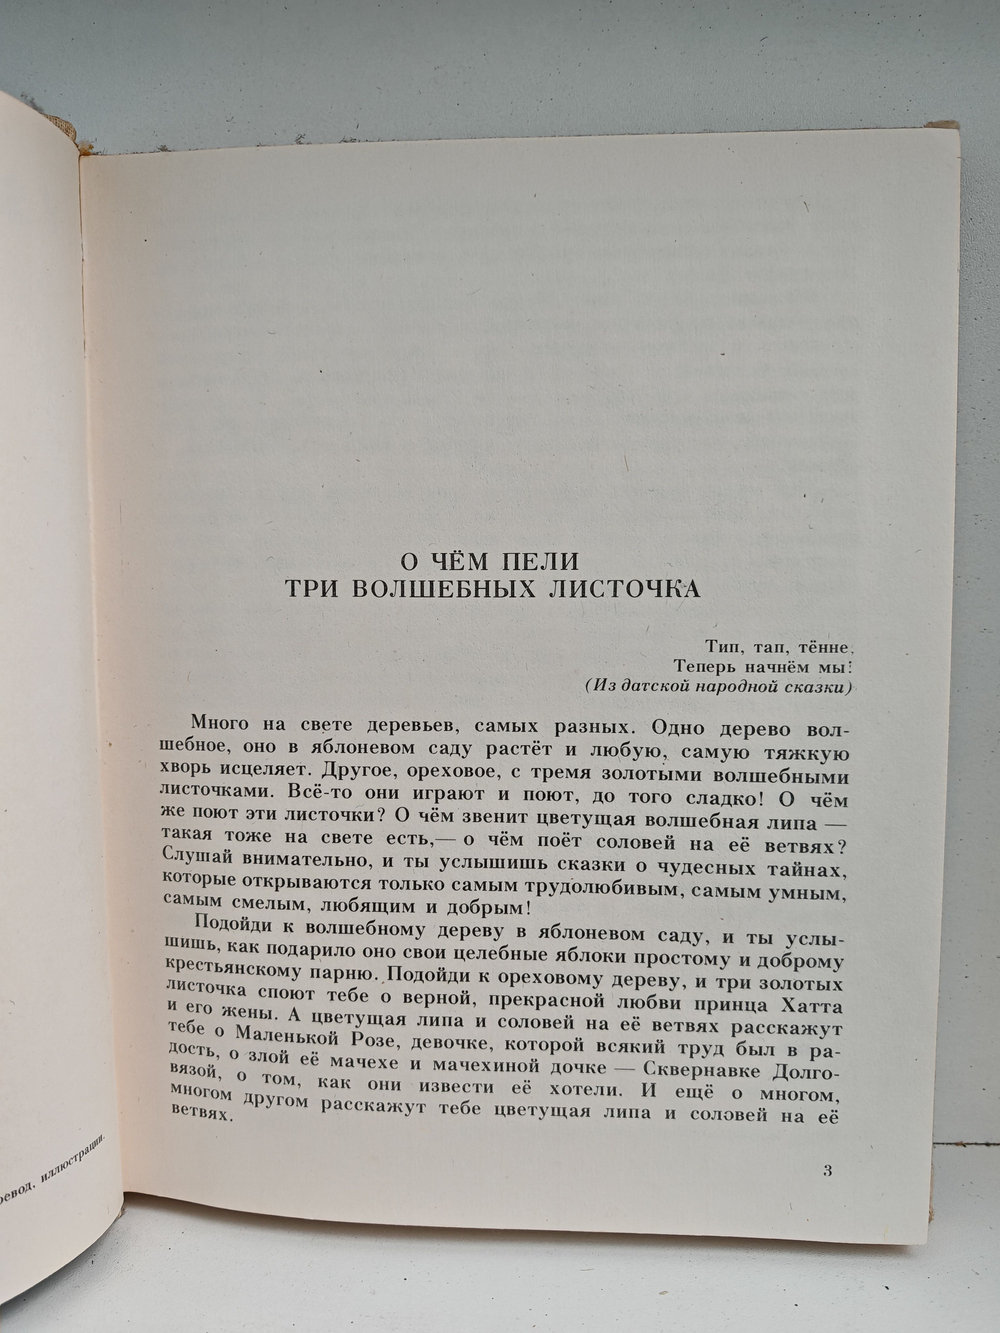 О ЧЁМ ПЕЛИ
ТРИ ВОЛШЕБНЫХ ЛИСТОЧКА
Тип, тап, тённе.
Теперь начнём мы!
(Из датской народной сказки)
Много на свете деревьев, самых разных. Одно дерево вол-
шебное, оно в яблоневом саду растёт и любую, самую тяжкую
хворь исцеляет. Другое, ореховое, с тремя золотыми волшебными
листочками. Всё-то они играют и поют, до того сладко! О чём
же поют эти листочки? О чём звенит цветущая волшебная липа —
такая тоже на свете есть,— о чём поёт соловей на её ветвях?
Слушай внимательно, и ты услышишь сказки о чудесных тайнах,
которые открываются только самым трудолюбивым, самым умным,
самым смелым, любящим и добрым!
Подойди к волшебному дереву в яблоневом саду, и ты услы-
шишь, как подарило оно свои целебные яблоки простому и доброму
крестьянскому парню. Подойди к ореховому дереву, и три золотых
листочка споют тебе о верной, прекрасной любви принца Хатта
и его жены. А цветущая липа и соловей на её ветвях расскажут
тебе о Маленькой Розе, девочке, которой всякий труд был в ра-
дость, о злой её мачехе и мачехиной дочке — Сквернавке Долго-
вязой, о том, как они извести её хотели. И ещё о многом,
многом другом расскажут тебе цветущая липа и соловей на её
ветвях.
3
ревод, иллюстрации.